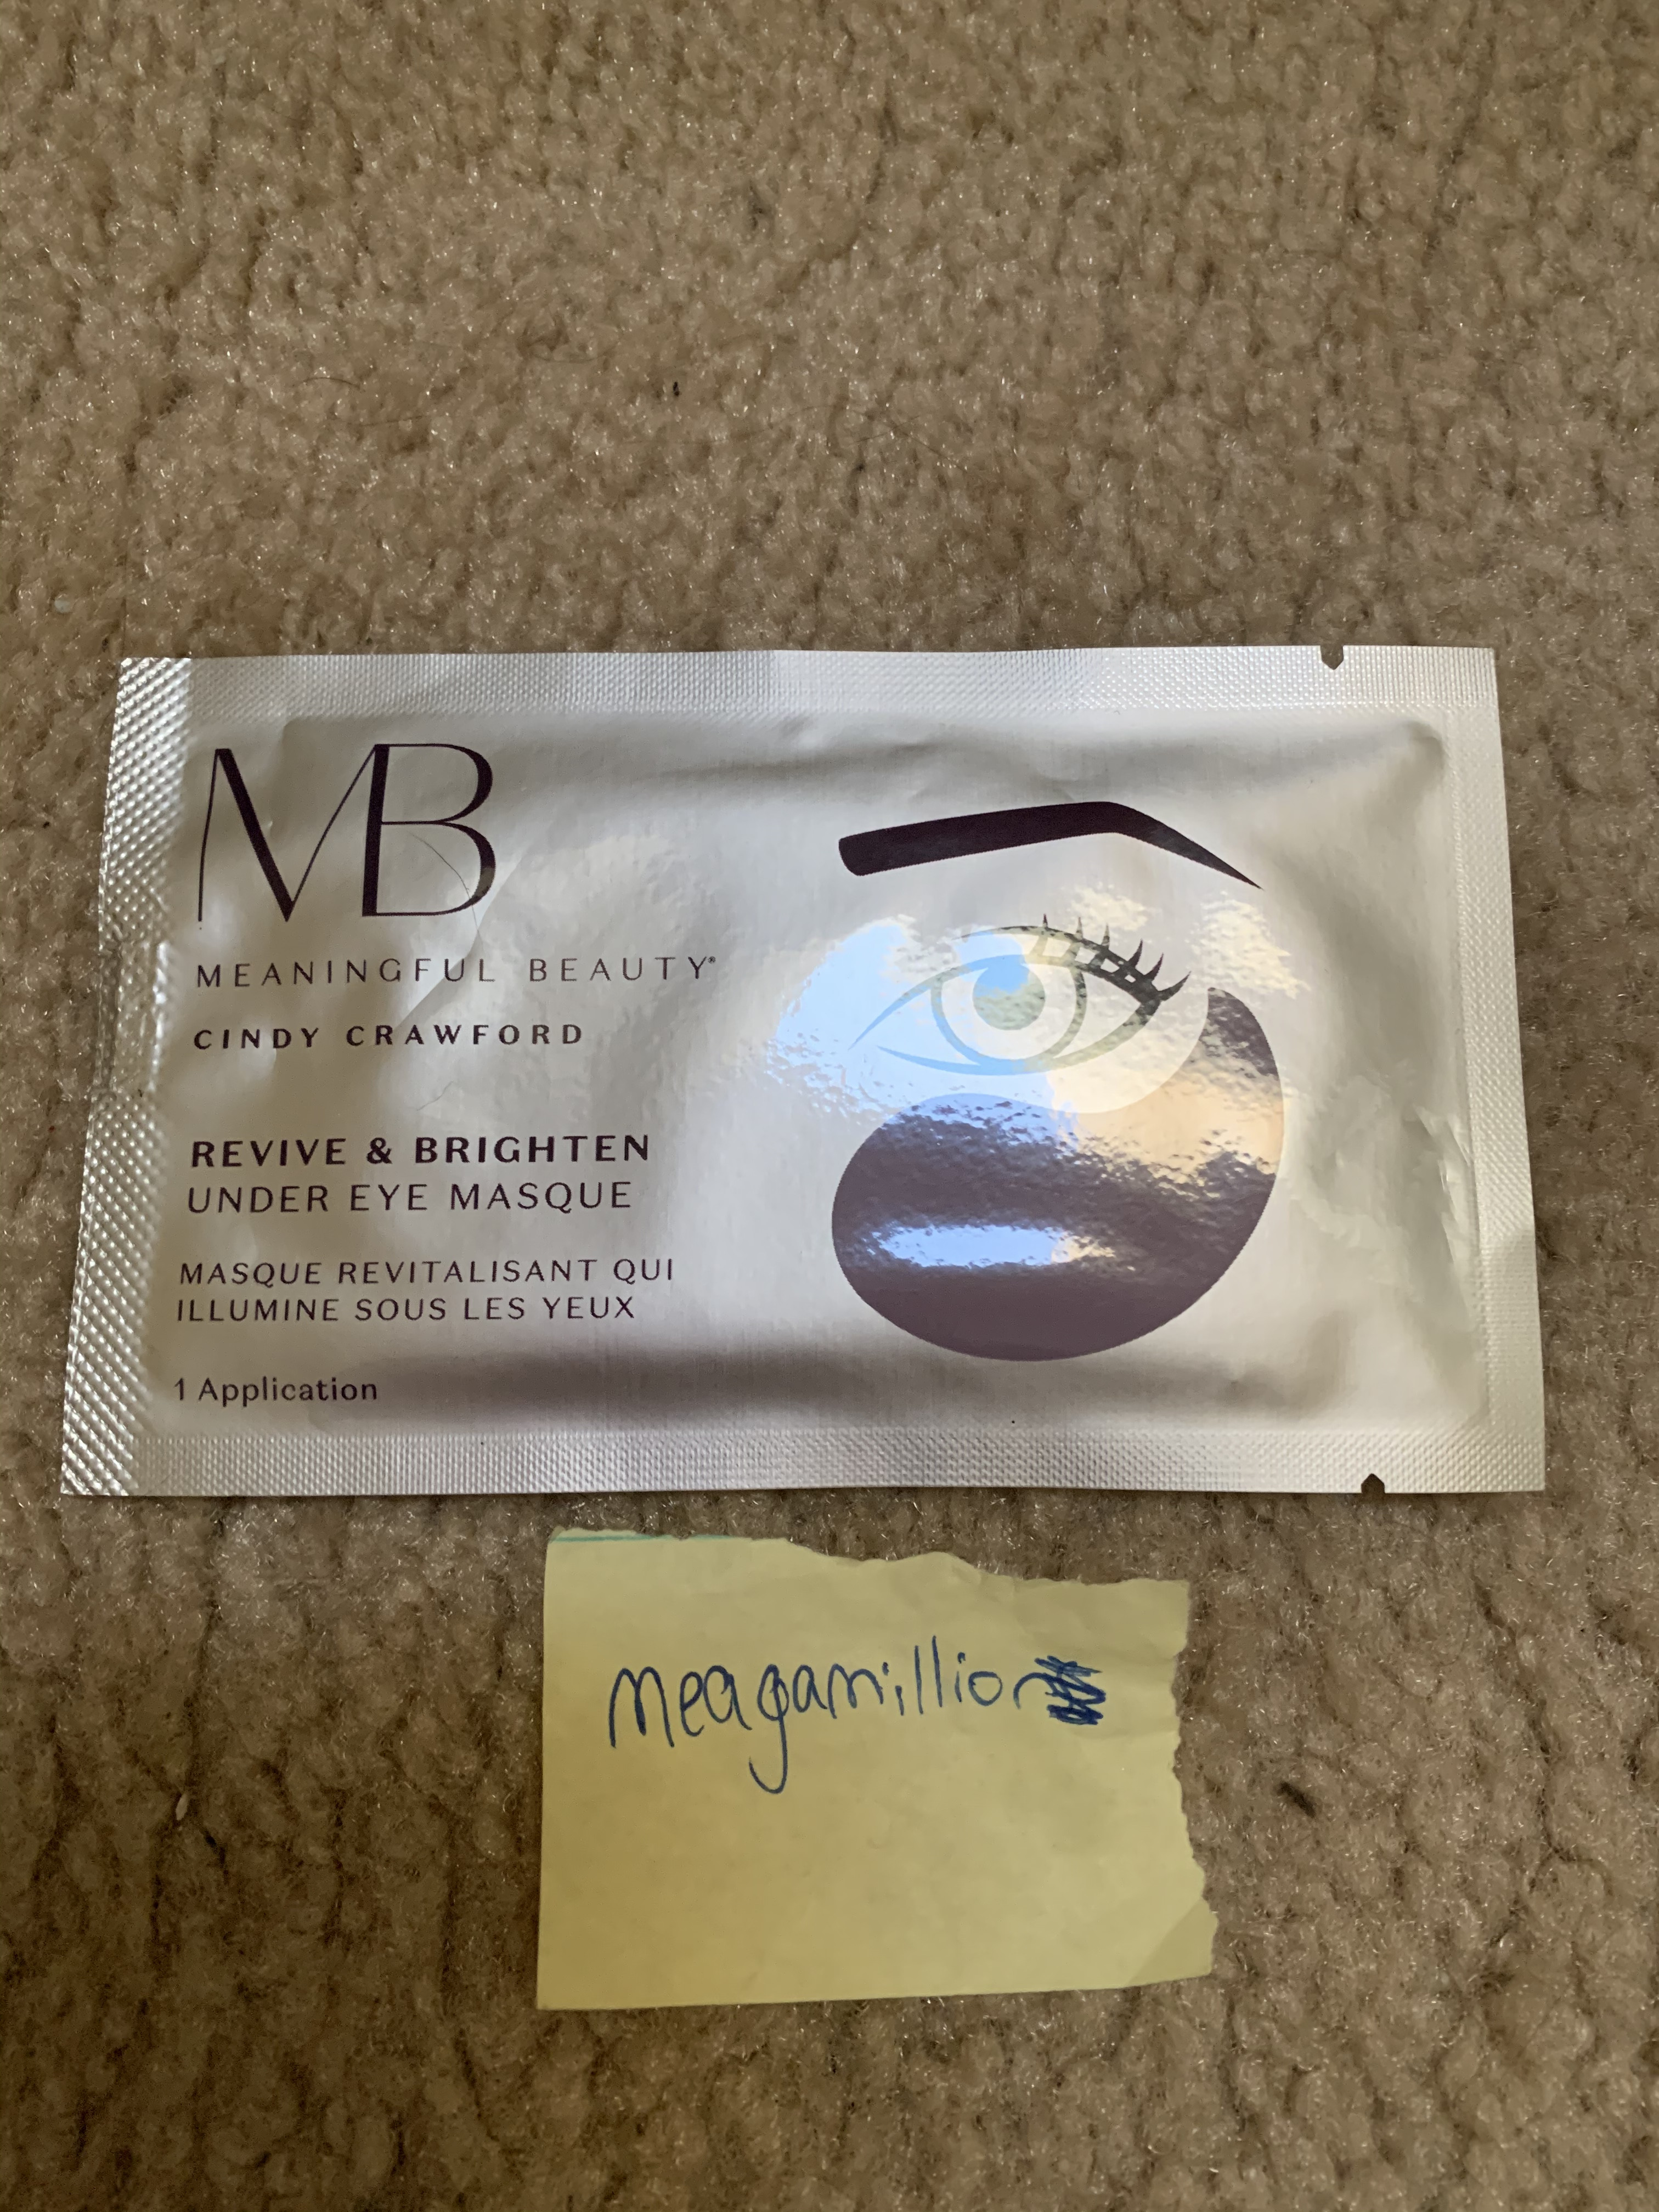 MB
MEANINGFUL BEAUTY®
CINDY CRAWFORD
REVIVE & BRIGHTEN
UNDER EYE MASQUE
MASQUE REVITALISANT QUI
ILLUMINE SOUS LES YEUX
1 Application
meagamillion